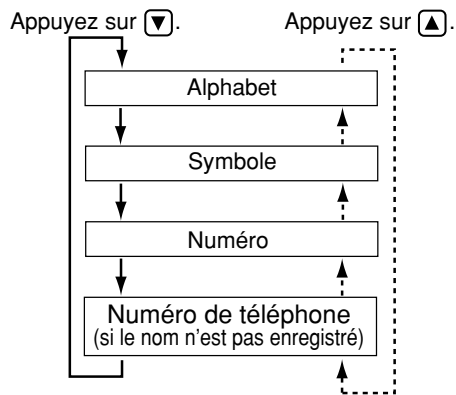 Appuyez sur ▼. Appuyez sur ▲.
Alphabet
Symbole
Numéro
Numéro de téléphone
(si le nom n'est pas enregistré)